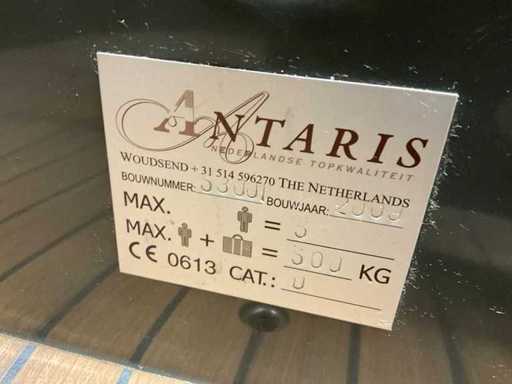 ANTARIS
NEDERLANDSE TOPKWALITEIT
WOUDSEND + 31 514 596270 THE NETHERLANDS
BOUWNUMMER: BOUWJAAR:
MAX. =
MAX. + = KG
CE 0613 CAT.: